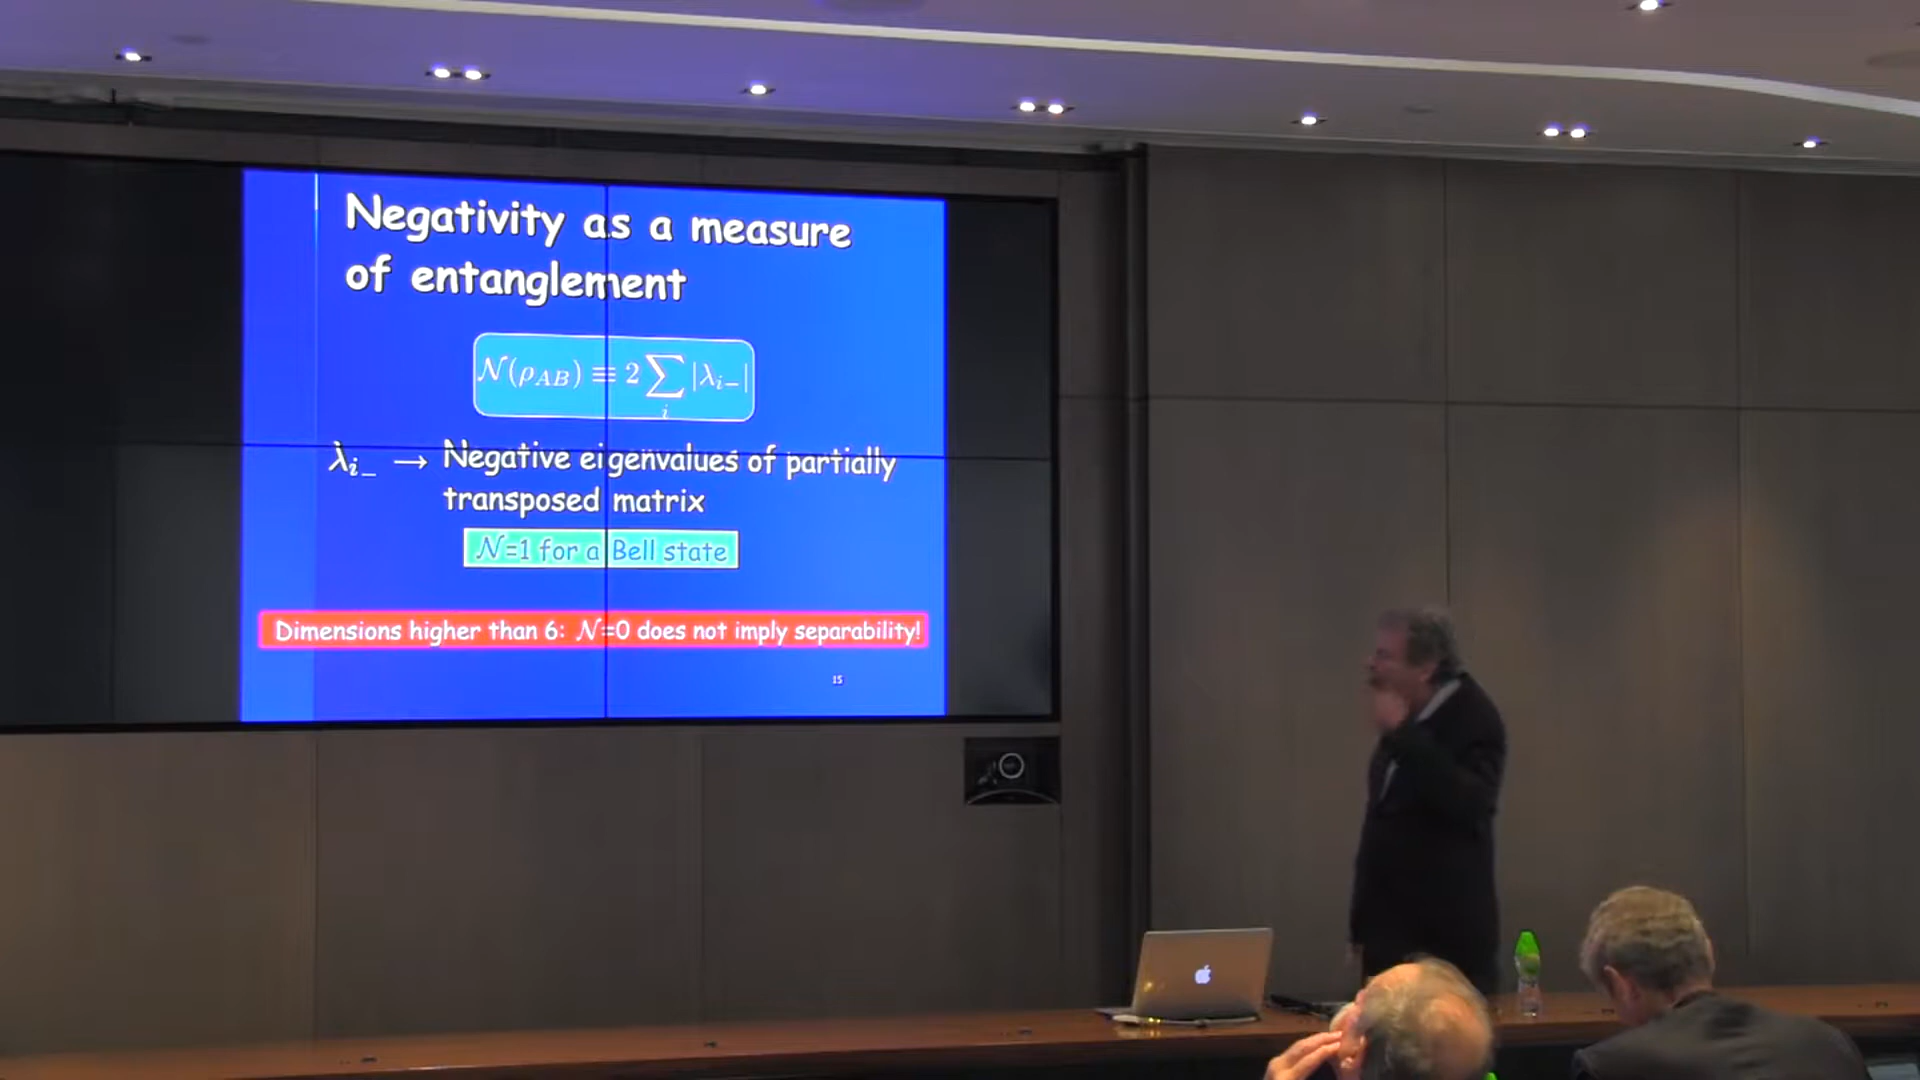 Negativity as a measure
of entanglement
𝒩(ρ_AB) ≡ 2 ∑_i |λ_i−|
λ_i− → Negative eigenvalues of partially
transposed matrix
𝒩=1 for a Bell state
Dimensions higher than 6: 𝒩=0 does not imply separability!
15